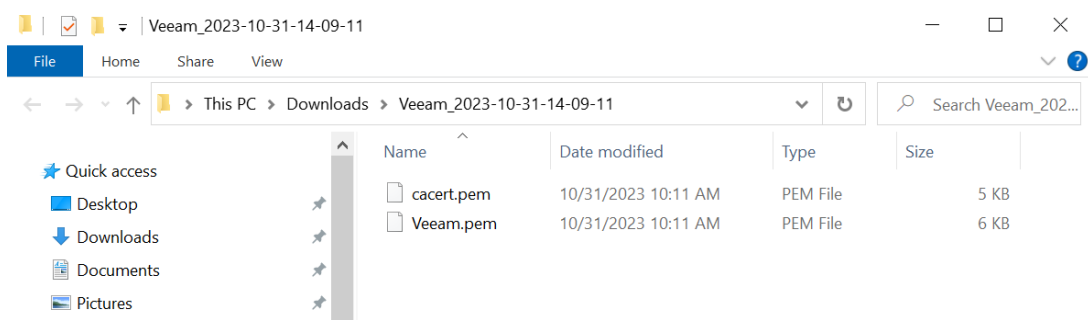 Veeam_2023-10-31-14-09-11
File Home Share View ?
This PC > Downloads > Veeam_2023-10-31-14-09-11 Search Veeam_202...
Quick access
Desktop
Downloads
Documents
Pictures
Name Date modified Type Size
cacert.pem 10/31/2023 10:11 AM PEM File 5 KB
Veeam.pem 10/31/2023 10:11 AM PEM File 6 KB